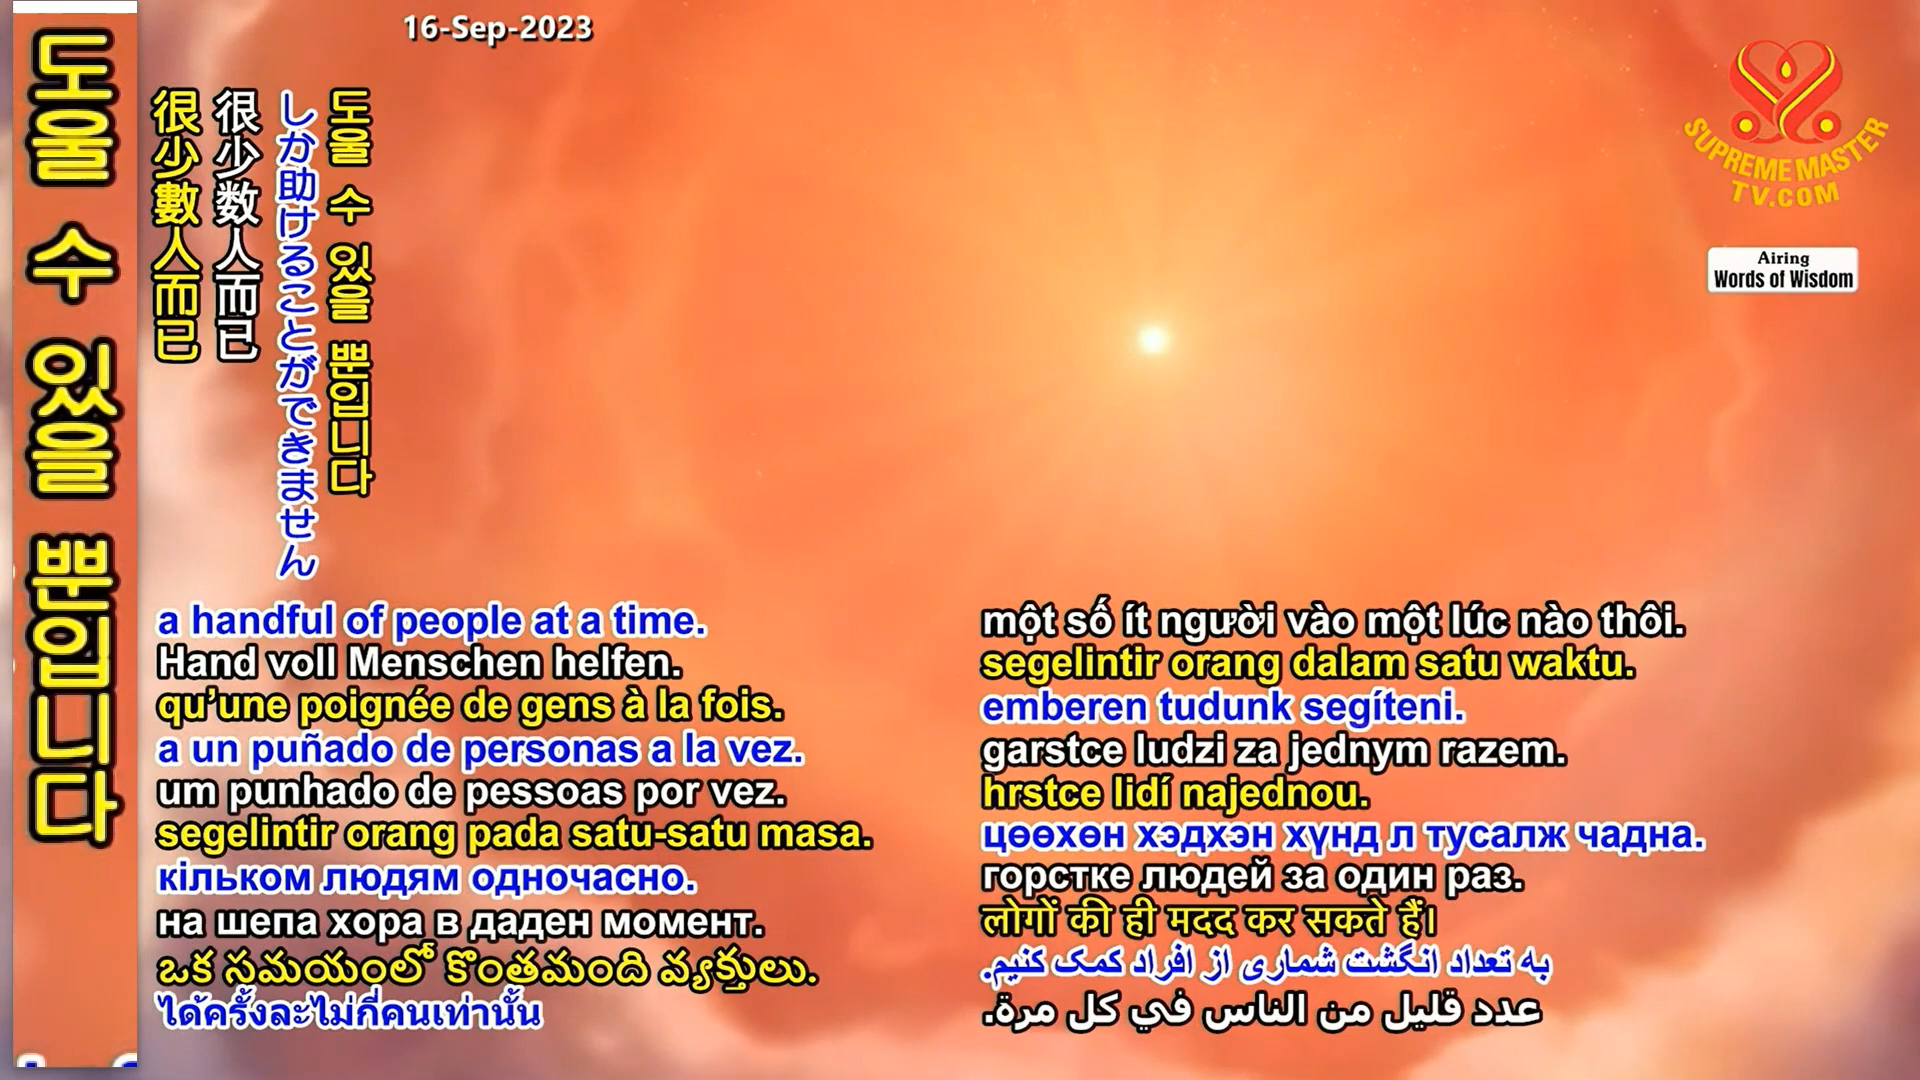 도울 수 있을 뿐입니다
16-Sep-2023
很少數人而已
很少数人而已
しか助けることができません
도울 수 있을 뿐입니다
SUPREME MASTER
TV.COM
Airing
Words of Wisdom
a handful of people at a time.
Hand voll Menschen helfen.
qu’une poignée de gens à la fois.
a un puñado de personas a la vez.
um punhado de pessoas por vez.
segelintir orang pada satu-satu masa.
кільком людям одночасно.
на шепа хора в даден момент.
ఒక సమయంలో కొంతమంది వ్యక్తులు.
ได้ครั้งละไม่กี่คนเท่านั้น
một số ít người vào một lúc nào thôi.
segelintir orang dalam satu waktu.
emberen tudunk segíteni.
garstce ludzi za jednym razem.
hrstce lidí najednou.
цөөхөн хэдхэн хүнд л тусалж чадна.
горстке людей за один раз.
लोगों की ही मदद कर सकते हैं।
به تعداد انگشت شماری از افراد کمک کنیم.
عدد قليل من الناس في كل مرة.